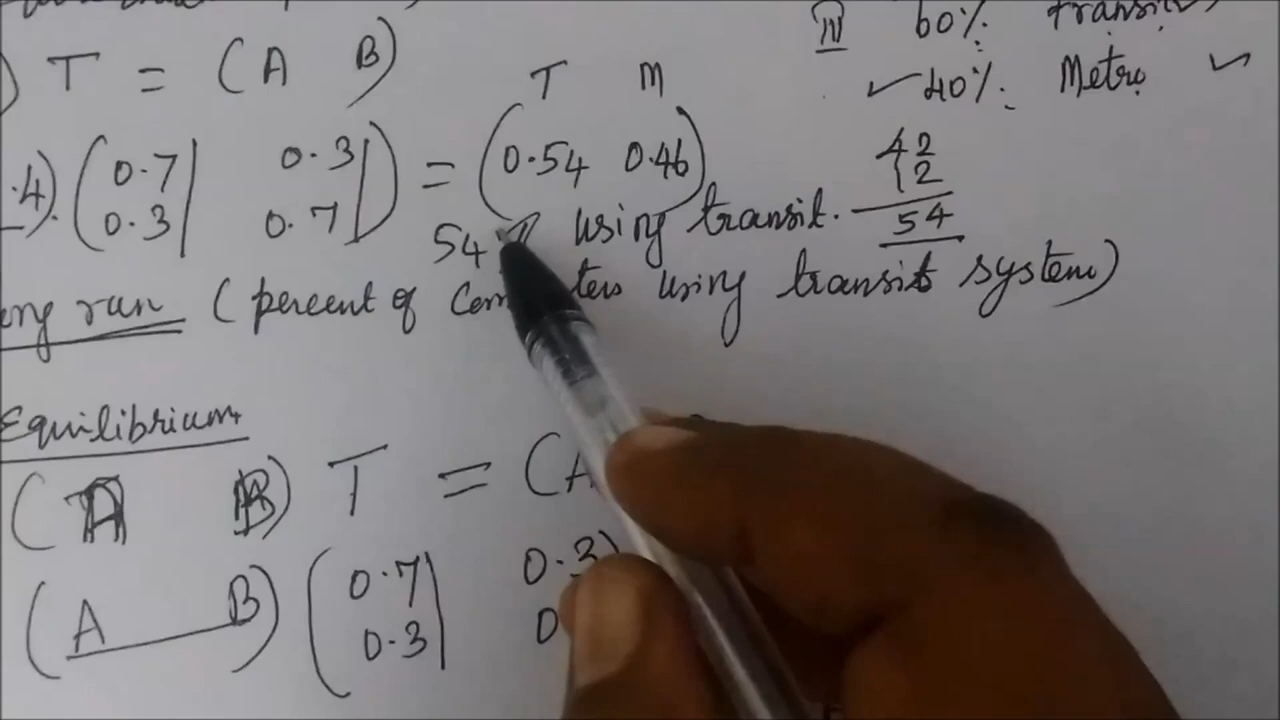 IV 60% transit,
) T = (A B)
✓40%. Metro ✓
T M
.4).(0.7 0.3) = (0.54 0.46)
(0.3 0.7)
42
12
54
54 using transit.
run (percent of using transit system)
Equilibrium
( B) T = (A
(A B) (0.7 0.3)
0.3 0